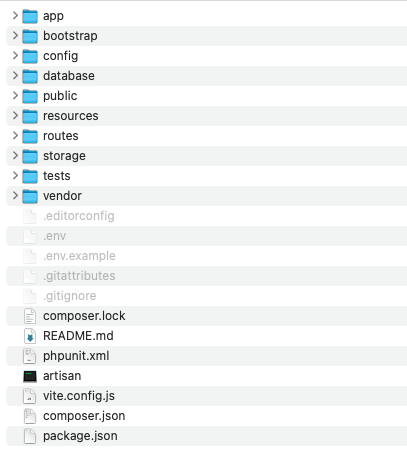 app
bootstrap
config
database
public
resources
routes
storage
tests
vendor
.editorconfig
.env
.env.example
.gitattributes
.gitignore
composer.lock
README.md
phpunit.xml
artisan
vite.config.js
composer.json
package.json